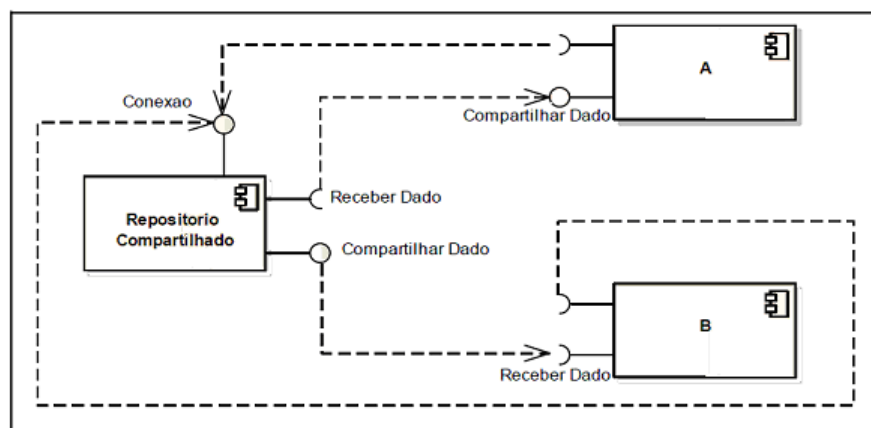 A
Conexao
Compartilhar Dado
Receber Dado
Repositorio
Compartilhado
Compartilhar Dado
B
Receber Dado